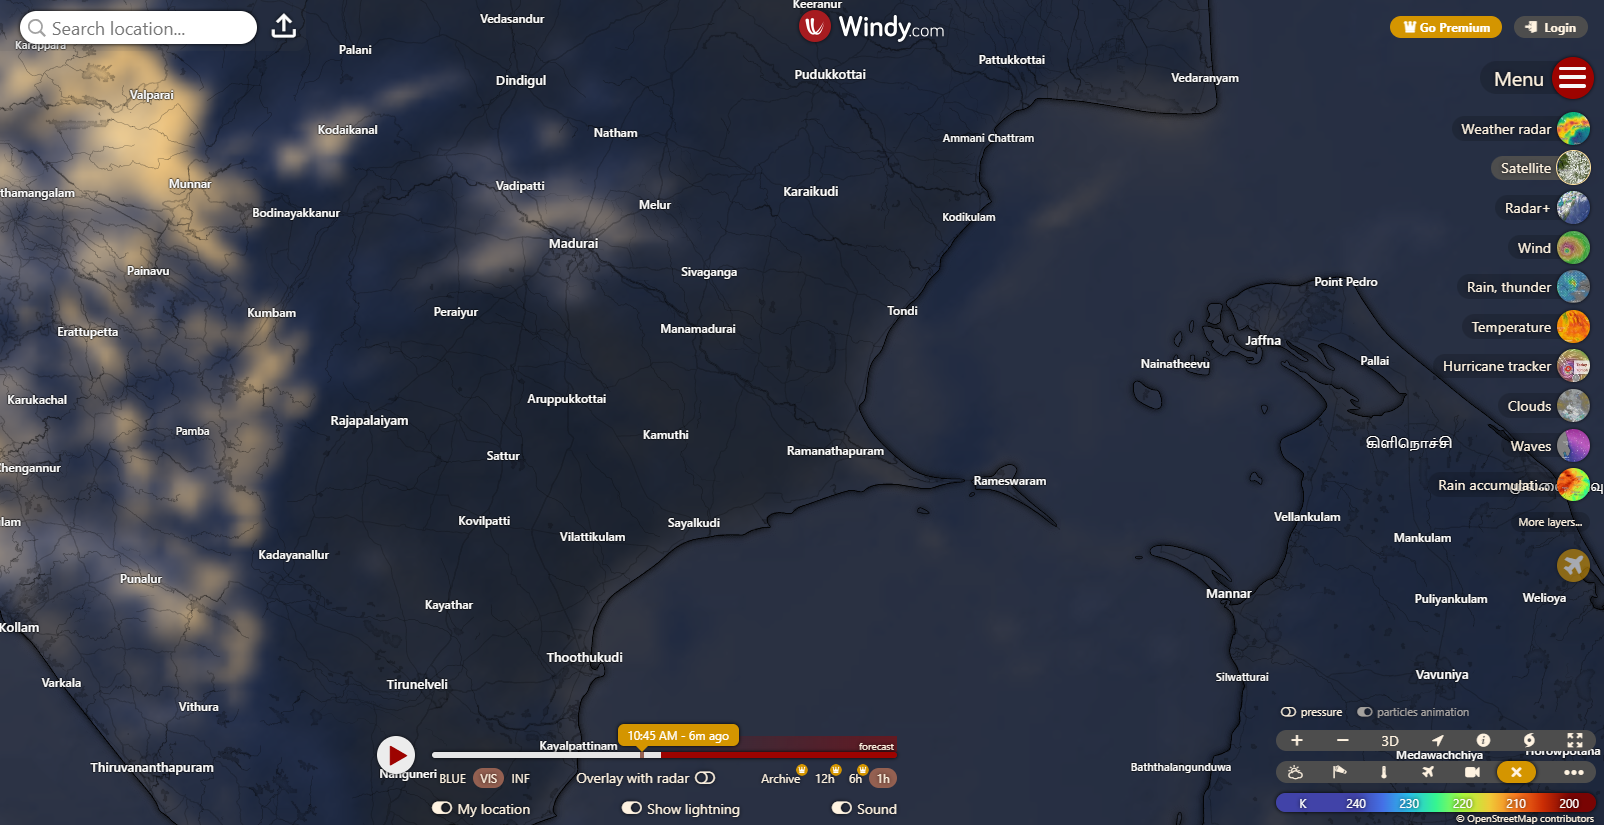 Search location...
Windy.com
Go Premium
Login
Menu
Weather radar
Satellite
Radar+
Wind
Rain, thunder
Temperature
Hurricane tracker
Clouds
Waves
Rain accumulati...
More layers...
Keeranur
Vedasandur
Karappara
Palani
Pattukkottai
Pudukkottai
Vedaranyam
Dindigul
Valparai
Kodaikanal
Natham
Ammani Chattram
Munnar
thamangalam
Vadipatti
Karaikudi
Melur
Bodinayakkanur
Kodikulam
Madurai
Painavu
Sivaganga
Point Pedro
Kumbam
Peraiyur
Tondi
Erattupetta
Manamadurai
Jaffna
Nainatheevu
Pallai
Karukachal
Aruppukkottai
Rajapalaiyam
Pamba
Kamuthi
கிளிநொச்சி
Ramanathapuram
Sattur
Chengannur
Rameswaram
Vellankulam
lam
Kovilpatti
Sayalkudi
Vilattikulam
Mankulam
Kadayanallur
Punalur
Mannar
Welioya
Puliyankulam
Kayathar
Kollam
Thoothukudi
Vavuniya
Silwatturai
Varkala
Tirunelveli
Vithura
Kayalpattinam
Thiruvananthapuram
Nanguneri
Baththalangunduwa
Medawachchiya
Horowpotana
10:45 AM - 6m ago
forecast
BLUE VIS INF
Overlay with radar
Archive 12h 6h 1h
My location
Show lightning
Sound
pressure
particles animation
3D
K 240 230 220 210 200
© OpenStreetMap contributors